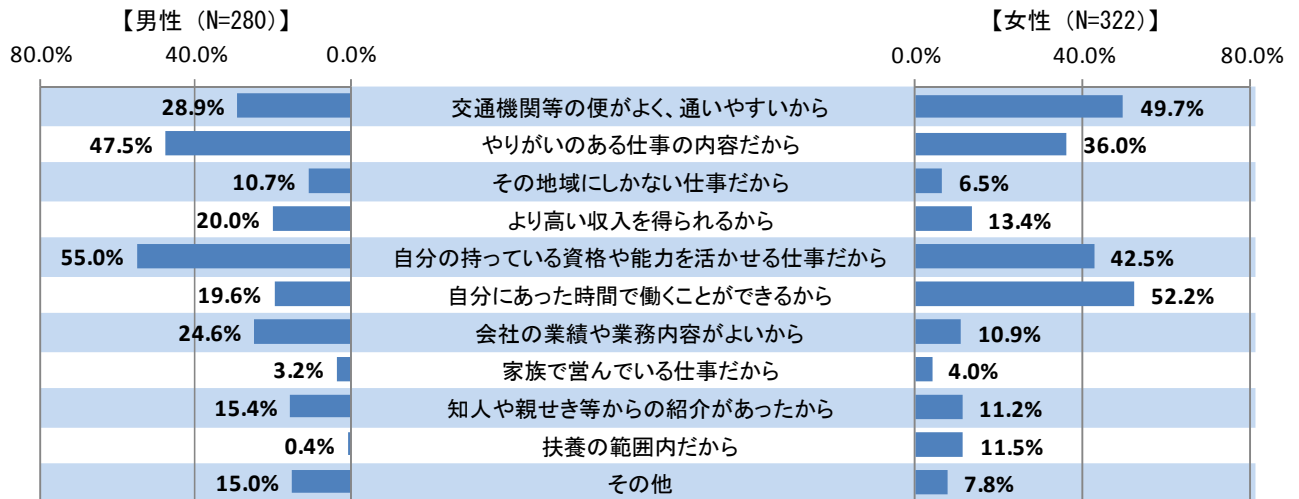 【男性 (N=280)】 【女性 (N=322)】
80.0% 40.0% 0.0% 0.0% 40.0% 80.0%
28.9% 交通機関等の便がよく、通いやすいから 49.7%
47.5% やりがいのある仕事の内容だから 36.0%
10.7% その地域にしかない仕事だから 6.5%
20.0% より高い収入を得られるから 13.4%
55.0% 自分の持っている資格や能力を活かせる仕事だから 42.5%
19.6% 自分にあった時間で働くことができるから 52.2%
24.6% 会社の業績や業務内容がよいから 10.9%
3.2% 家族で営んでいる仕事だから 4.0%
15.4% 知人や親せき等からの紹介があったから 11.2%
0.4% 扶養の範囲内だから 11.5%
15.0% その他 7.8%